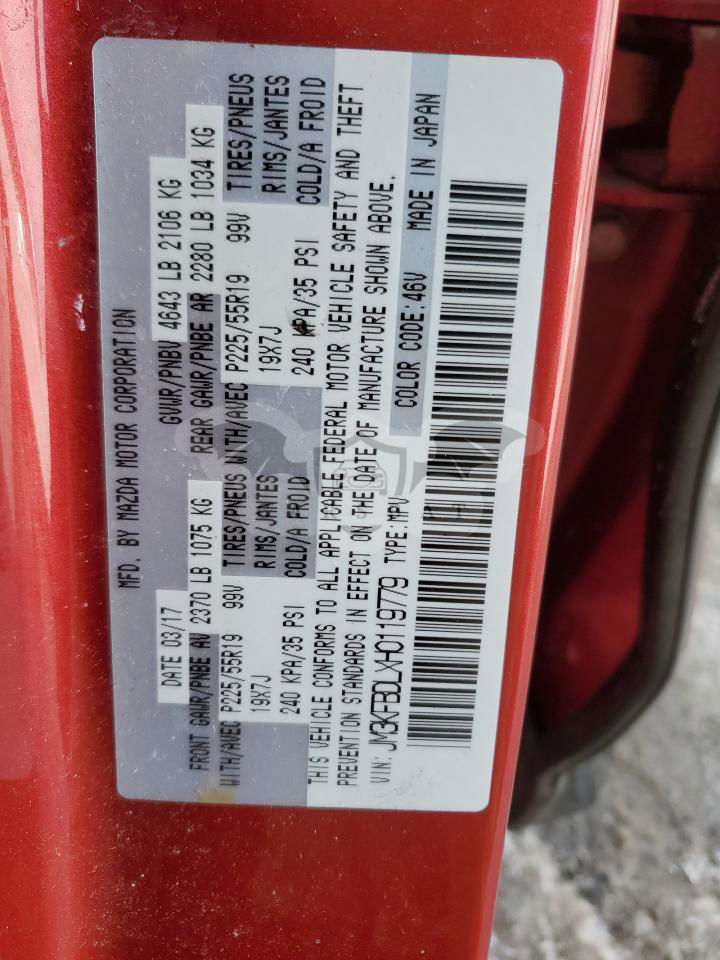 MFD. BY MAZDA MOTOR CORPORATION
DATE 03/17 GVWR/PNBV 4643 LB 2106 KG
FRONT GAWR/PNBE AV 2370 LB 1075 KG REAR GAWR/PNBE AR 2280 LB 1034 KG
WITH/AVEC P225/55R19 99V TIRES/PNEUS WITH/AVEC P225/55R19 99V TIRES/PNEUS
19X7J RIMS/JANTES 19X7J RIMS/JANTES
240 KPA/35 PSI COLD/A FROID 240 KPA/35 PSI COLD/A FROID
THIS VEHICLE CONFORMS TO ALL APPLICABLE FEDERAL MOTOR VEHICLE SAFETY AND THEFT
PREVENTION STANDARDS IN EFFECT ON THE DATE OF MANUFACTURE SHOWN ABOVE.
VIN: JM3KFBDLXH0119779 TYPE: MPV COLOR CODE: 46V MADE IN JAPAN